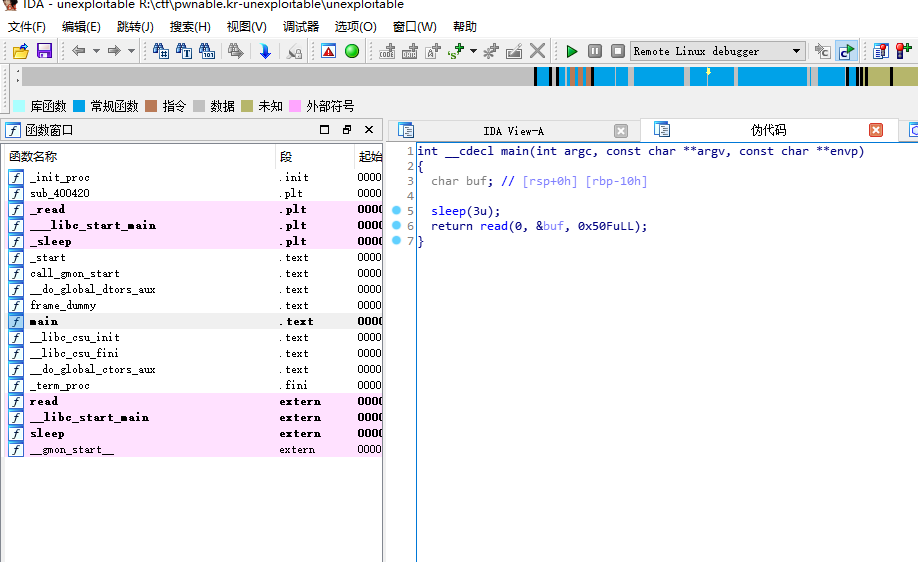 IDA - unexploitable R:\ctf\pwnable.kr-unexploitable\unexploitable
文件(F) 编辑(E) 跳转(J) 搜索(H) 视图(V) 调试器 选项(O) 窗口(W) 帮助
Remote Linux debugger
库函数 常规函数 指令 数据 未知 外部符号
函数窗口
IDA View-A
伪代码
函数名称 段 起始
_init_proc .init 0000
sub_400420 .plt 0000
_read .plt 0000
___libc_start_main .plt 0000
_sleep .plt 0000
_start .text 0000
call_gmon_start .text 0000
__do_global_dtors_aux .text 0000
frame_dummy .text 0000
main .text 0000
__libc_csu_init .text 0000
__libc_csu_fini .text 0000
__do_global_ctors_aux .text 0000
_term_proc .fini 0000
read extern 0000
__libc_start_main extern 0000
sleep extern 0000
__gmon_start__ extern 0000
1 int __cdecl main(int argc, const char **argv, const char **envp)
2 {
3 char buf; // [rsp+0h] [rbp-10h]
4
5 sleep(3u);
6 return read(0, &buf, 0x50FuLL);
7 }